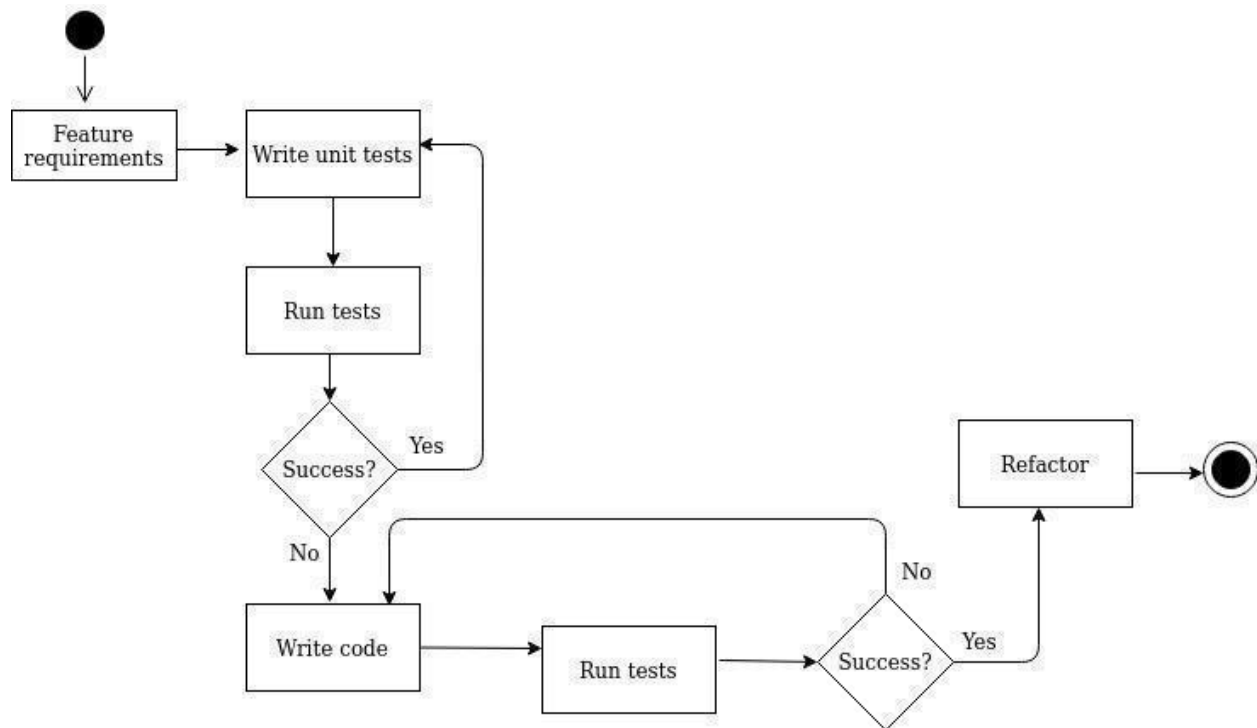 Feature
requirements
Write unit tests
Run tests
Success?
Yes
No
Write code
Run tests
Success?
No
Yes
Refactor